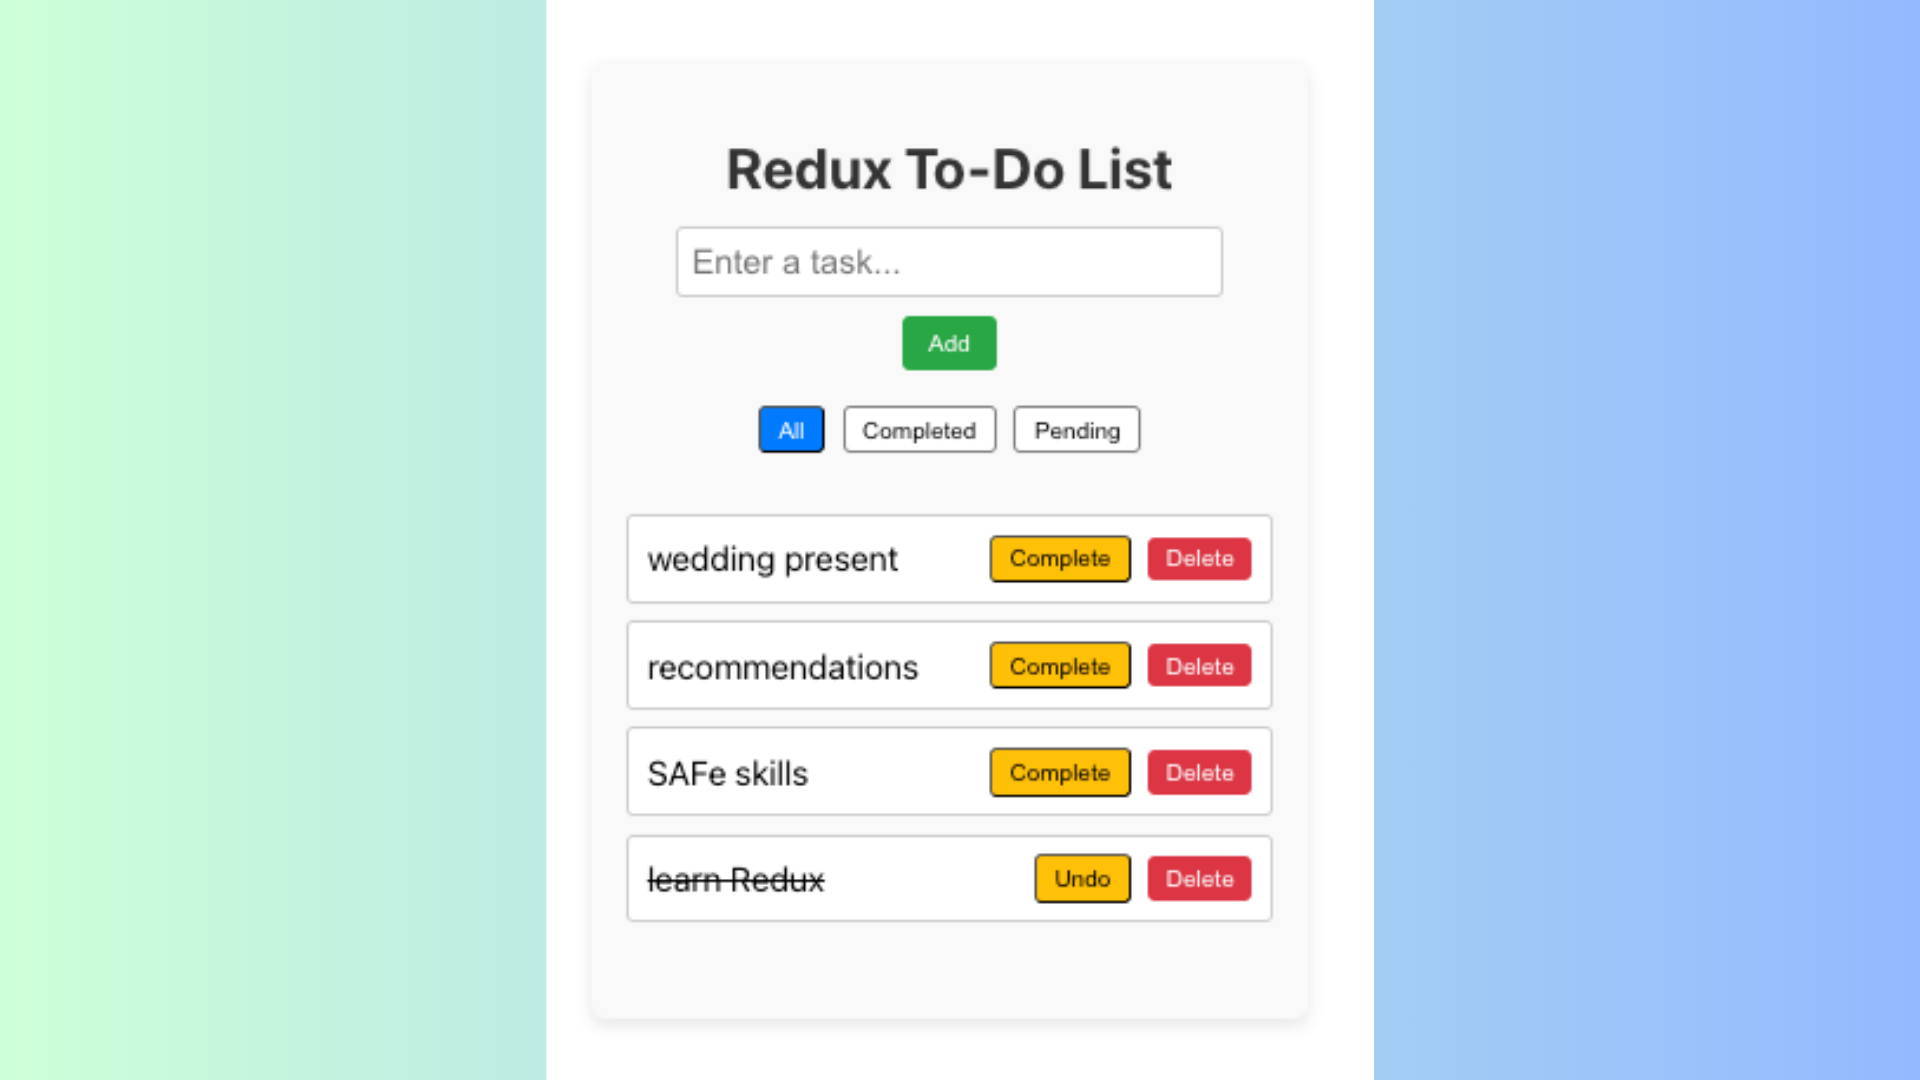 Redux To-Do List
Enter a task...
Add
All Completed Pending
wedding present Complete Delete
recommendations Complete Delete
SAFe skills Complete Delete
learn Redux Undo Delete